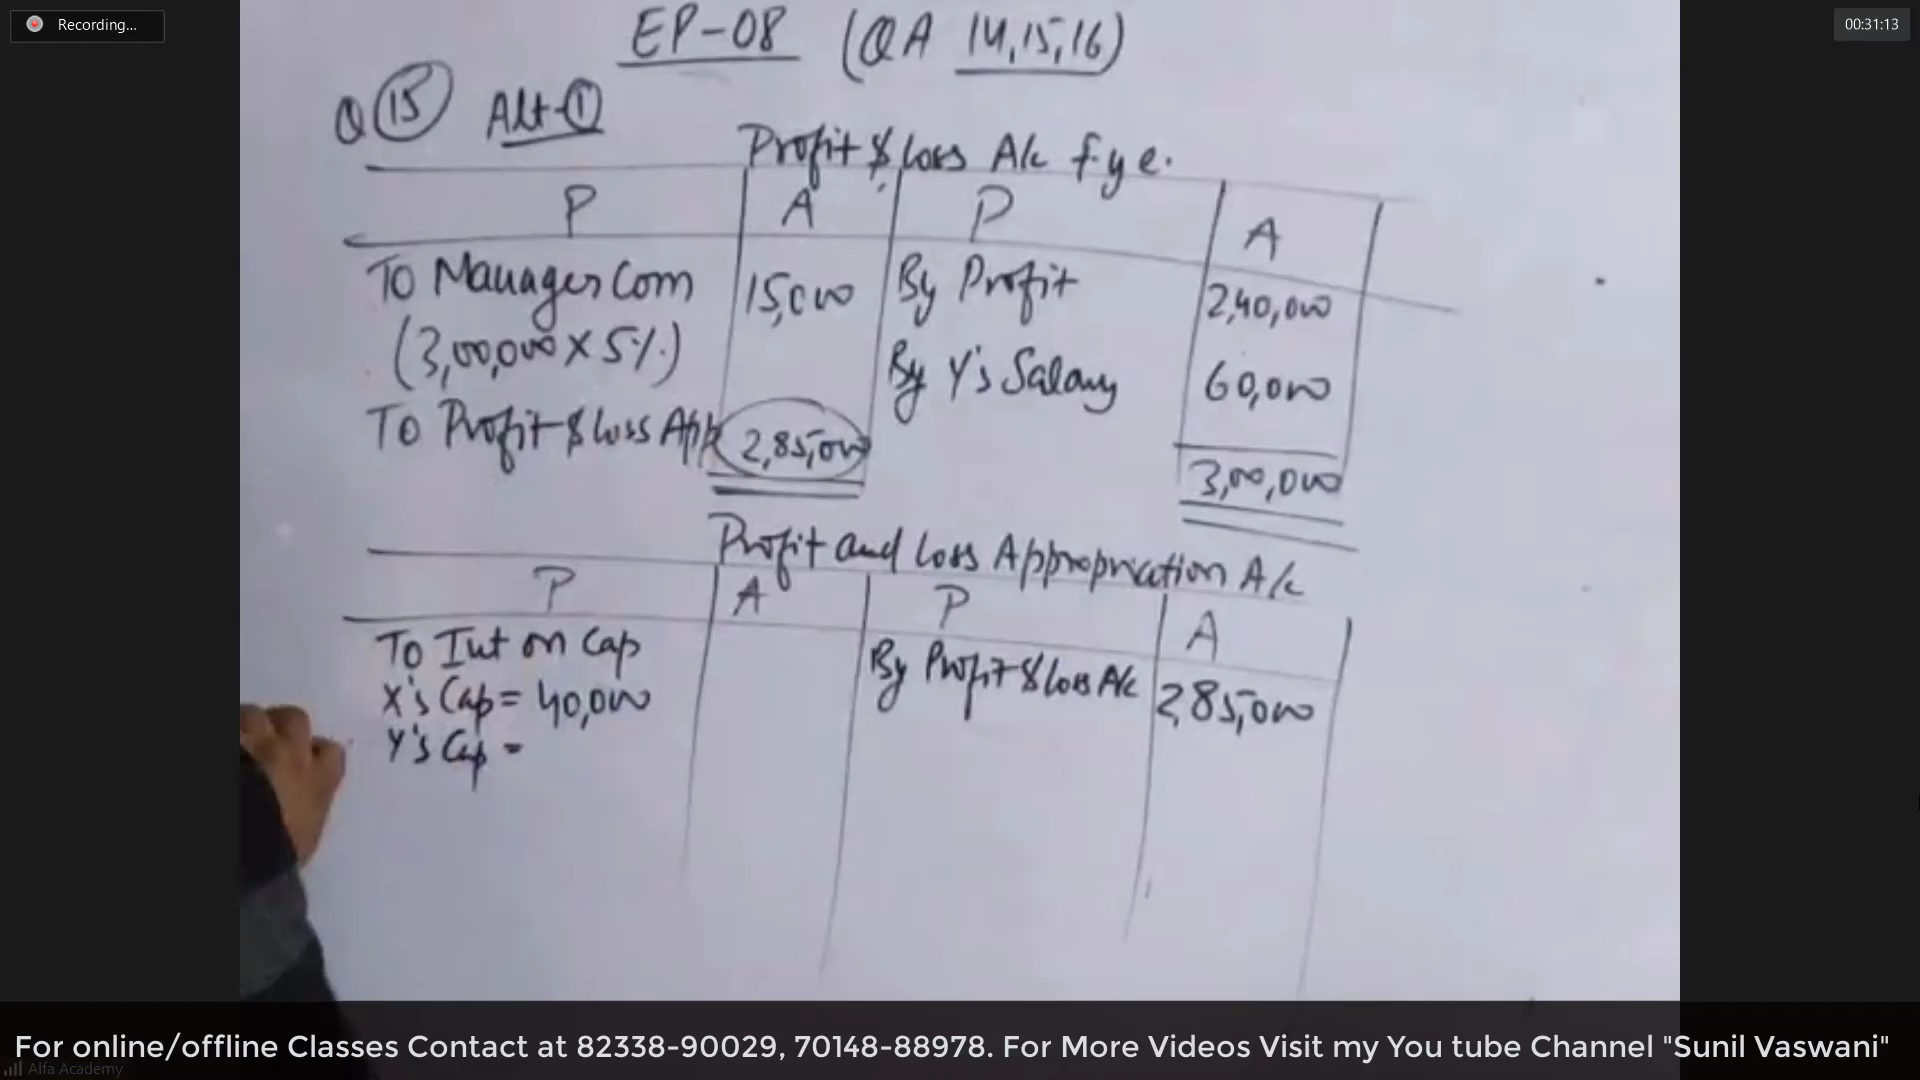 Recording...
00:31:13
EP-08 (QA 14,15,16)
Q 15 Alt-1
Profit & Loss A/c f.y.e.
P A P A
To Manager Com 15,000 By Profit 2,40,000
(3,00,000 x 5%) By Y's Salary 60,000
To Profit & Loss App 2,85,000 3,00,000
Profit and Loss Appropriation A/c
P A P A
To Int on Cap By Profit & Loss A/c 2,85,000
X's Cap = 40,000
Y's Cap =
For online/offline Classes Contact at 82338-90029, 70148-88978. For More Videos Visit my You tube Channel "Sunil Vaswani"
Alfa Academy